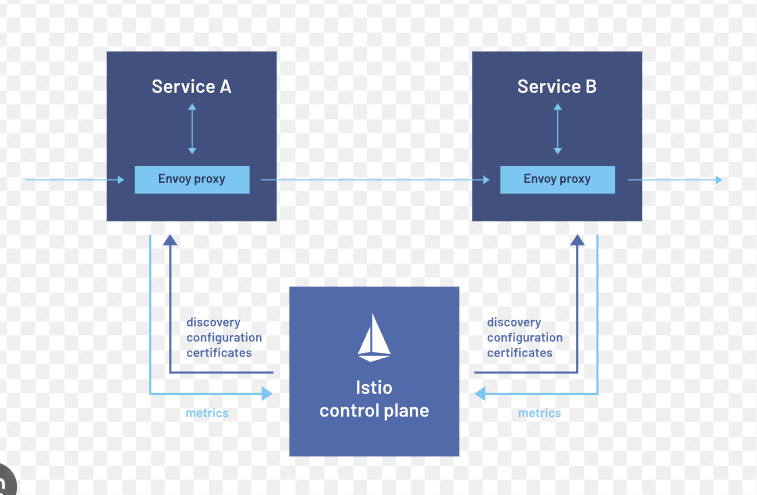 Service A
Service B
Envoy proxy
Envoy proxy
discovery
configuration
certificates
discovery
configuration
certificates
Istio
control plane
metrics
metrics